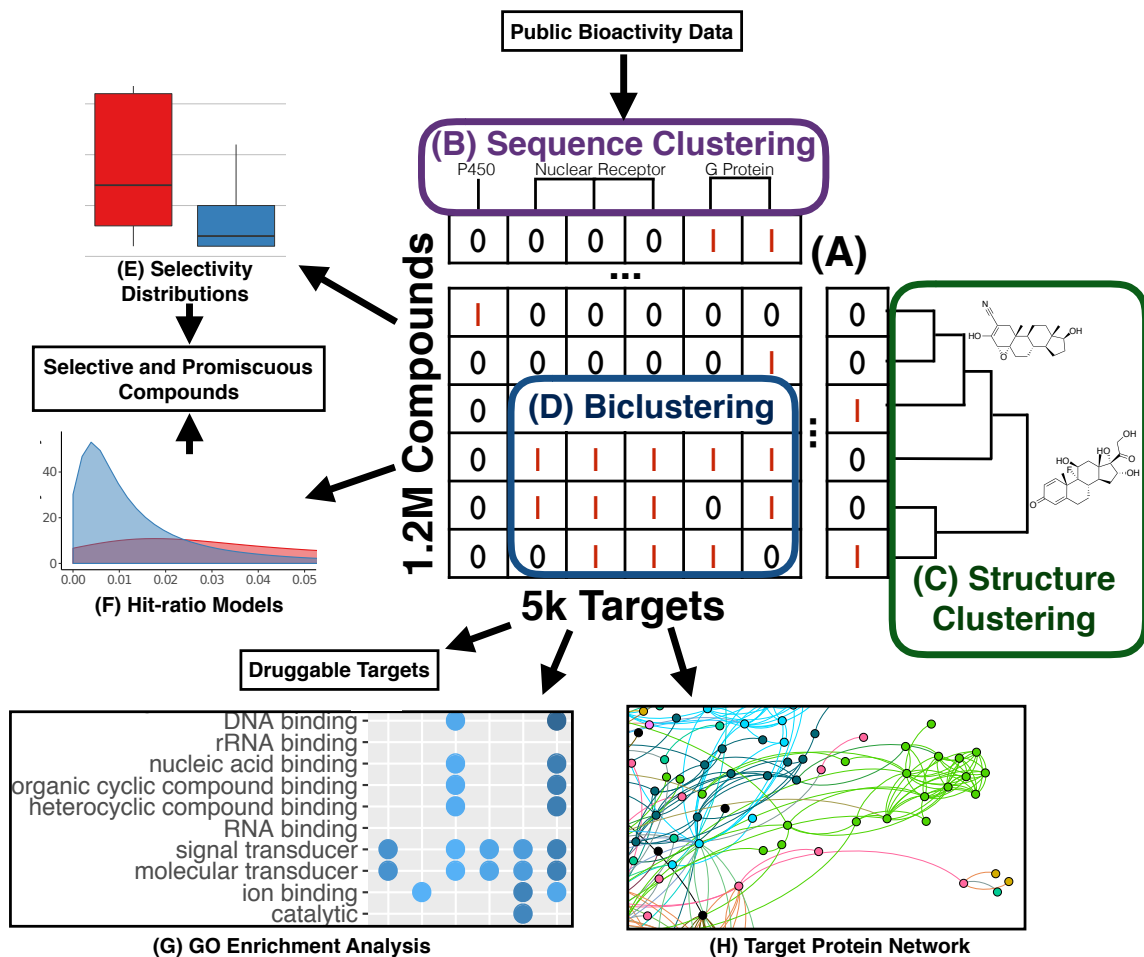 Public Bioactivity Data
(B) Sequence Clustering
P450 Nuclear Receptor G Protein
(A)
1.2M Compounds
0 0 0 0 I I
...
I 0 0 0 0 0 0
0 0 0 0 0 I 0
0 I
(D) Biclustering
...
0 I I I I I 0
0 I I I 0 I 0
0 0 I I I 0 I
5k Targets
(C) Structure
Clustering
N
HO
O
OH
OH
HO
HO
O
F
OH
O
(E) Selectivity
Distributions
Selective and Promiscuous
Compounds
40
20
0
0.00 0.01 0.02 0.03 0.04 0.05
(F) Hit-ratio Models
Druggable Targets
DNA binding
rRNA binding
nucleic acid binding
organic cyclic compound binding
heterocyclic compound binding
RNA binding
signal transducer
molecular transducer
ion binding
catalytic
(G) GO Enrichment Analysis
(H) Target Protein Network